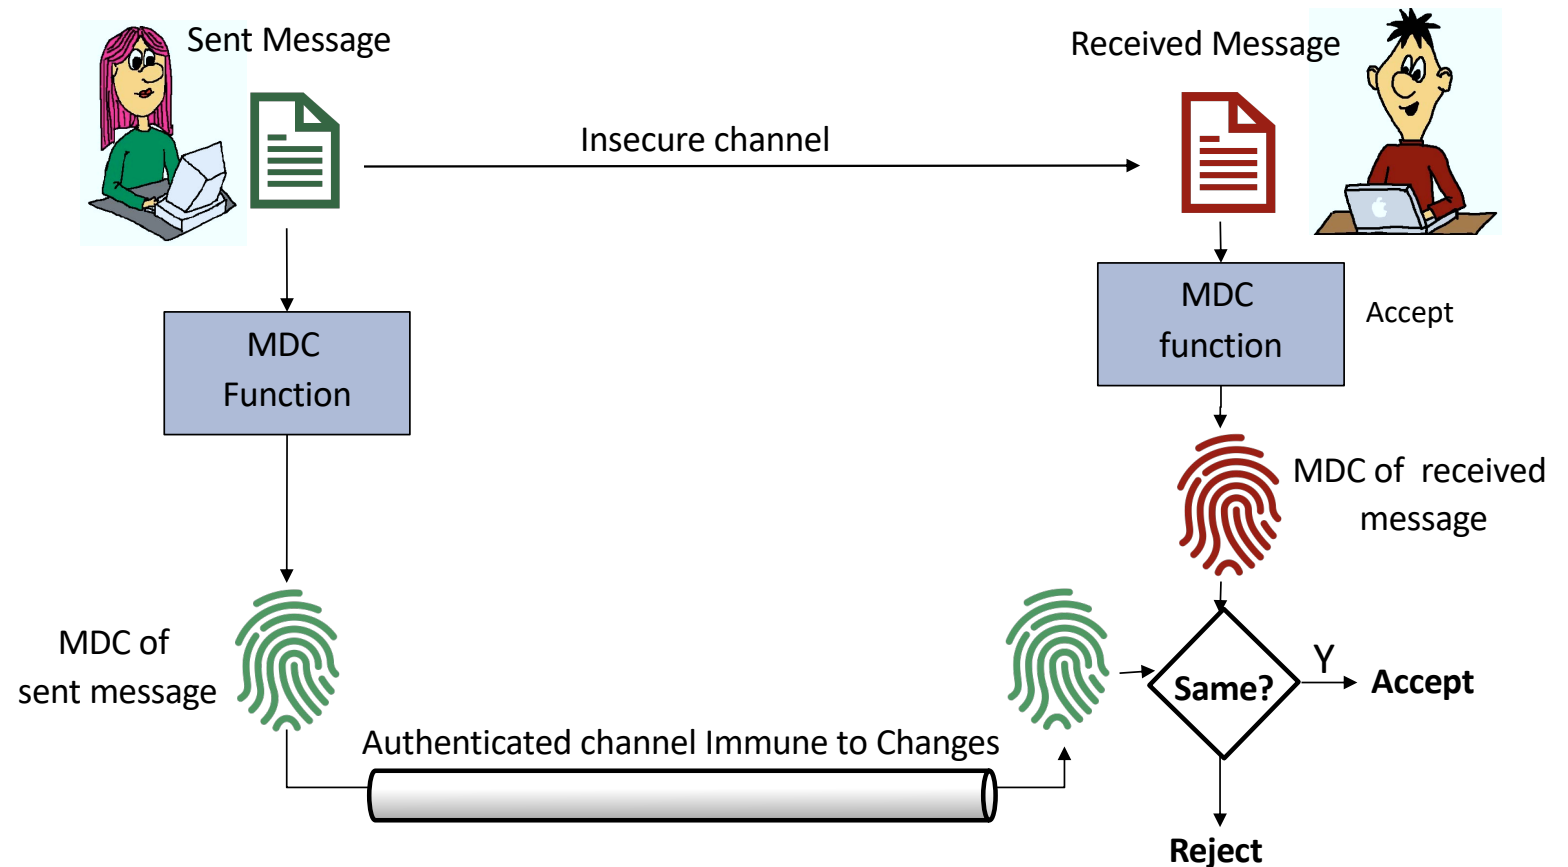 Sent Message
Received Message
Insecure channel
MDC
Function
MDC
function
Accept
MDC of received
message
MDC of
sent message
Same?
Y
Accept
Authenticated channel Immune to Changes
Reject